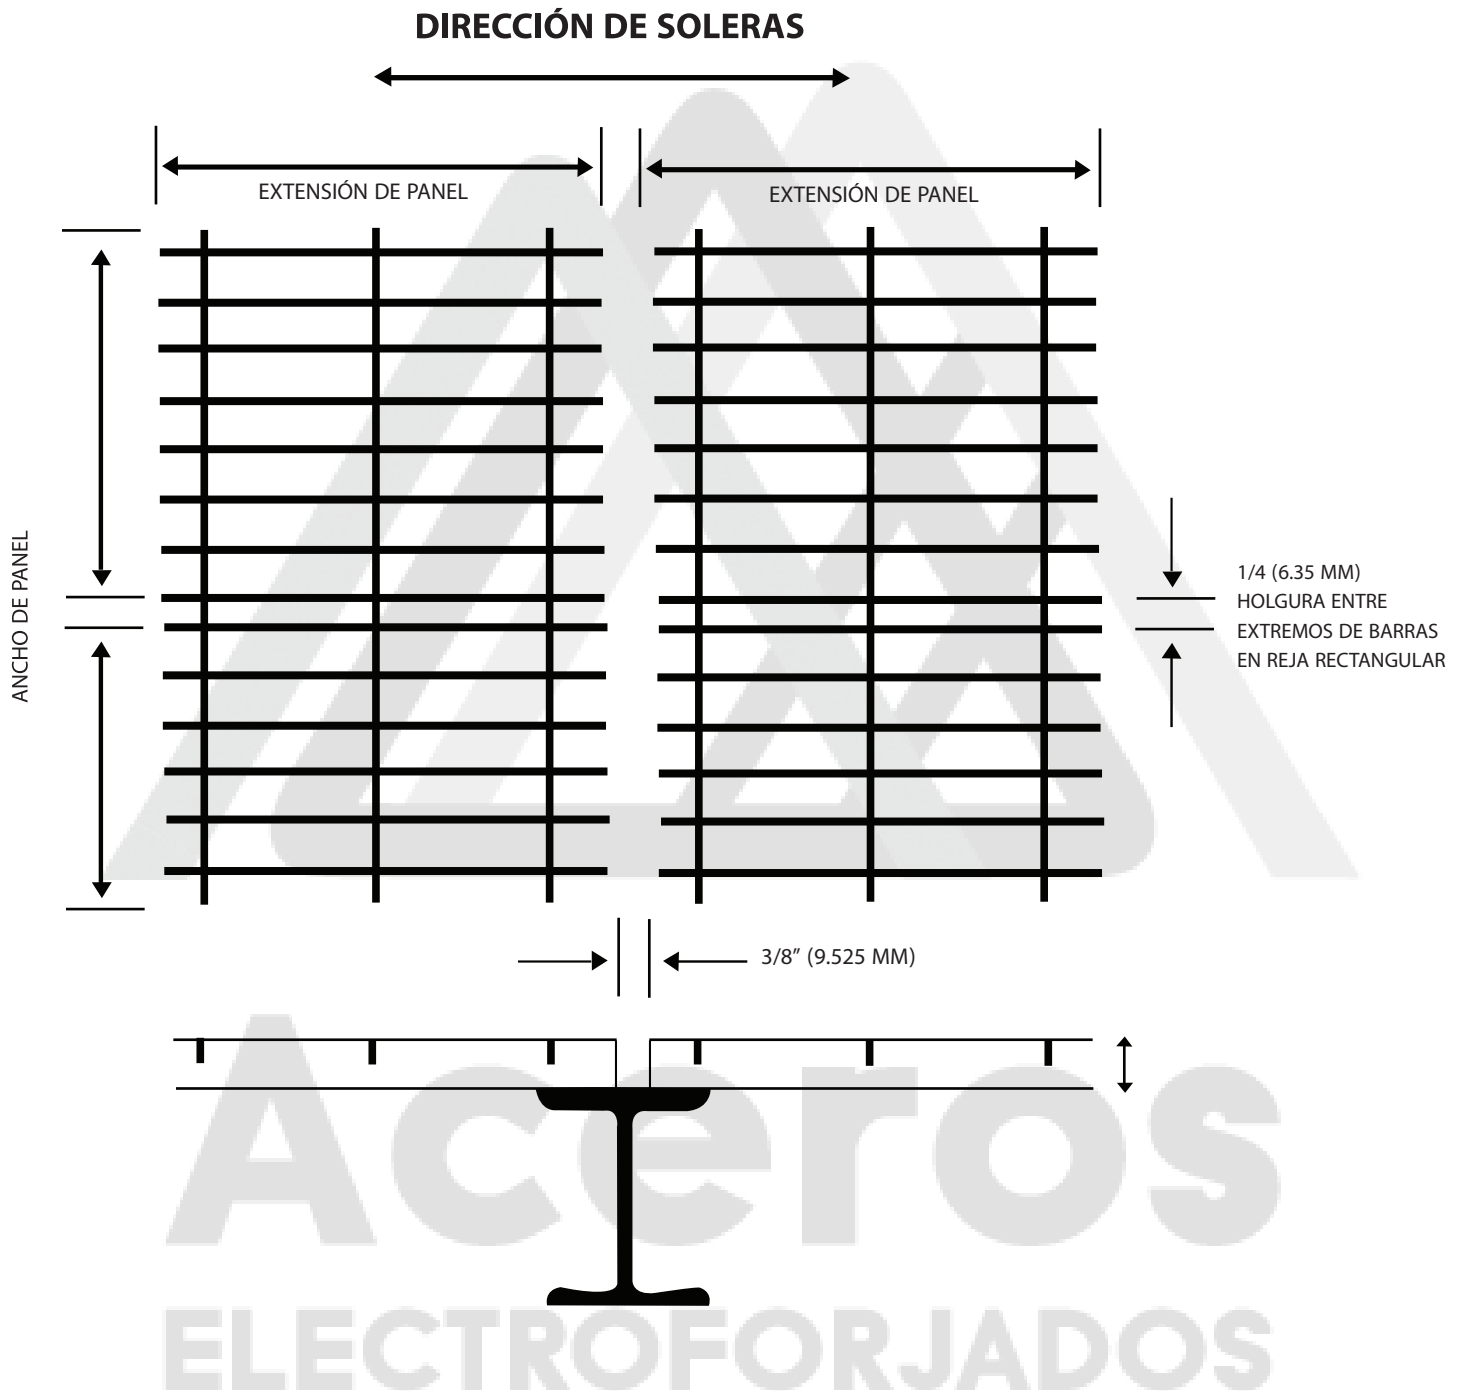 DIRECCIÓN DE SOLERAS
EXTENSIÓN DE PANEL
EXTENSIÓN DE PANEL
ANCHO DE PANEL
1/4 (6.35 MM)
HOLGURA ENTRE
EXTREMOS DE BARRAS
EN REJA RECTANGULAR
3/8” (9.525 MM)
Aceros
ELECTROFORJADOS